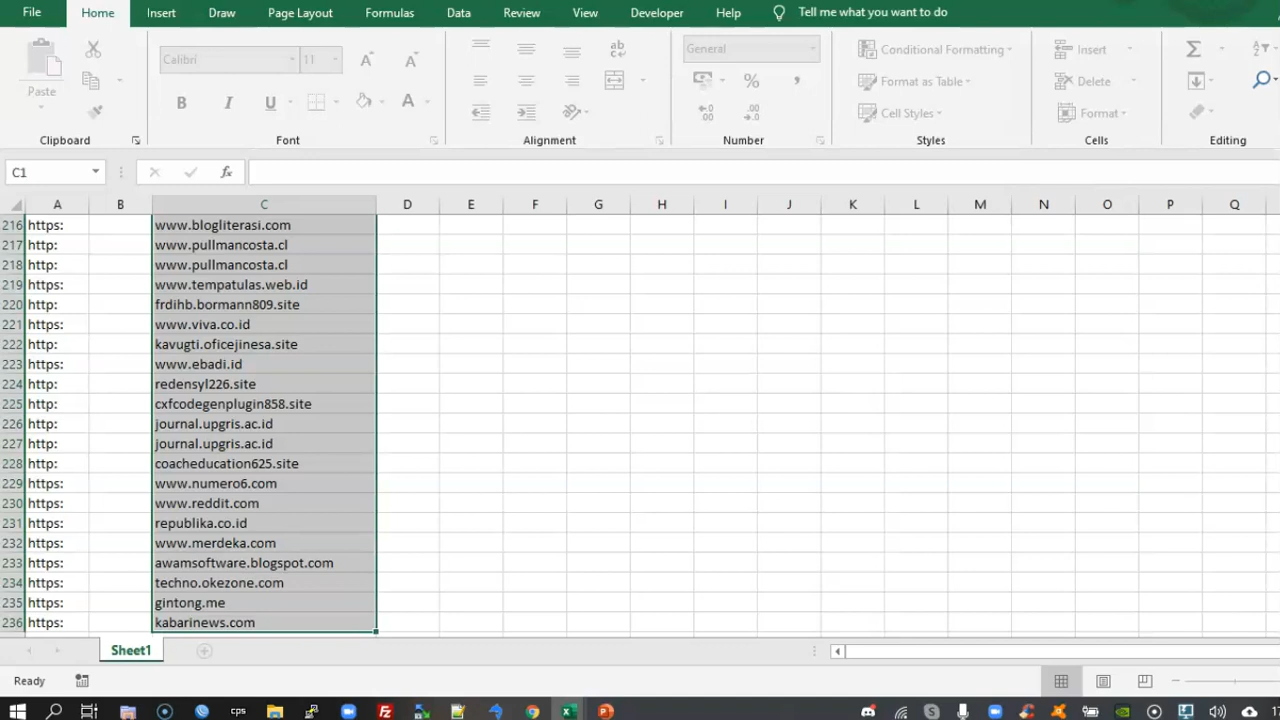 File Home Insert Draw Page Layout Formulas Data Review View Developer Help Tell me what you want to do
Calibri 11 General Conditional Formatting Insert
Paste Format as Table Delete
B I U A % , Cell Styles Format
Clipboard Font Alignment Number Styles Cells Editing
C1 fx
A B C D E F G H I J K L M N O P Q
216 https: www.blogliterasi.com
217 http: www.pullmancosta.cl
218 http: www.pullmancosta.cl
219 https: www.tempatulas.web.id
220 http: frdihb.bormann809.site
221 https: www.viva.co.id
222 http: kavugti.oficejinesa.site
223 https: www.ebadi.id
224 http: redensyl226.site
225 http: cxfcodegenplugin858.site
226 http: journal.upgris.ac.id
227 http: journal.upgris.ac.id
228 http: coacheducation625.site
229 https: www.numero6.com
230 https: www.reddit.com
231 https: republika.co.id
232 https: www.merdeka.com
233 https: awamsoftware.blogspot.com
234 https: techno.okezone.com
235 https: gintong.me
236 https: kabarinews.com
Sheet1
Ready
cps